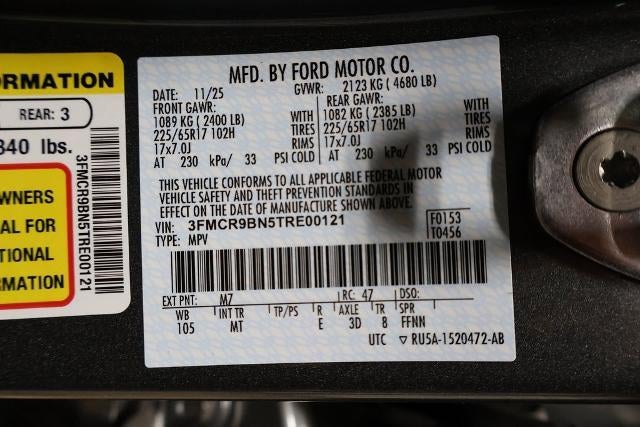 ORMATION
REAR: 3
840 lbs.
WNERS
AL FOR
TIONAL
RMATION
3FMCR9BN5TRE00121
MFD. BY FORD MOTOR CO.
DATE: 11/25 GVWR: 2123 KG ( 4680 LB)
FRONT GAWR: REAR GAWR:
1089 KG ( 2400 LB) WITH 1082 KG ( 2385 LB) WITH
225/65R17 102H TIRES 225/65R17 102H TIRES
17x7.0J RIMS 17x7.0J RIMS
AT 230 kPa/ 33 PSI COLD AT 230 kPa/ 33 PSI COLD
THIS VEHICLE CONFORMS TO ALL APPLICABLE FEDERAL MOTOR
VEHICLE SAFETY AND THEFT PREVENTION STANDARDS IN
EFFECT ON THE DATE OF MANUFACTURE SHOWN ABOVE.
VIN: 3FMCR9BN5TRE00121 F0153
TYPE: MPV T0456
EXT PNT: M7 RC: 47 DSO:
WB INT TR TP/PS R AXLE TR SPR
105 MT E 3D 8 FFNN
UTC ▽ RU5A-1520472-AB